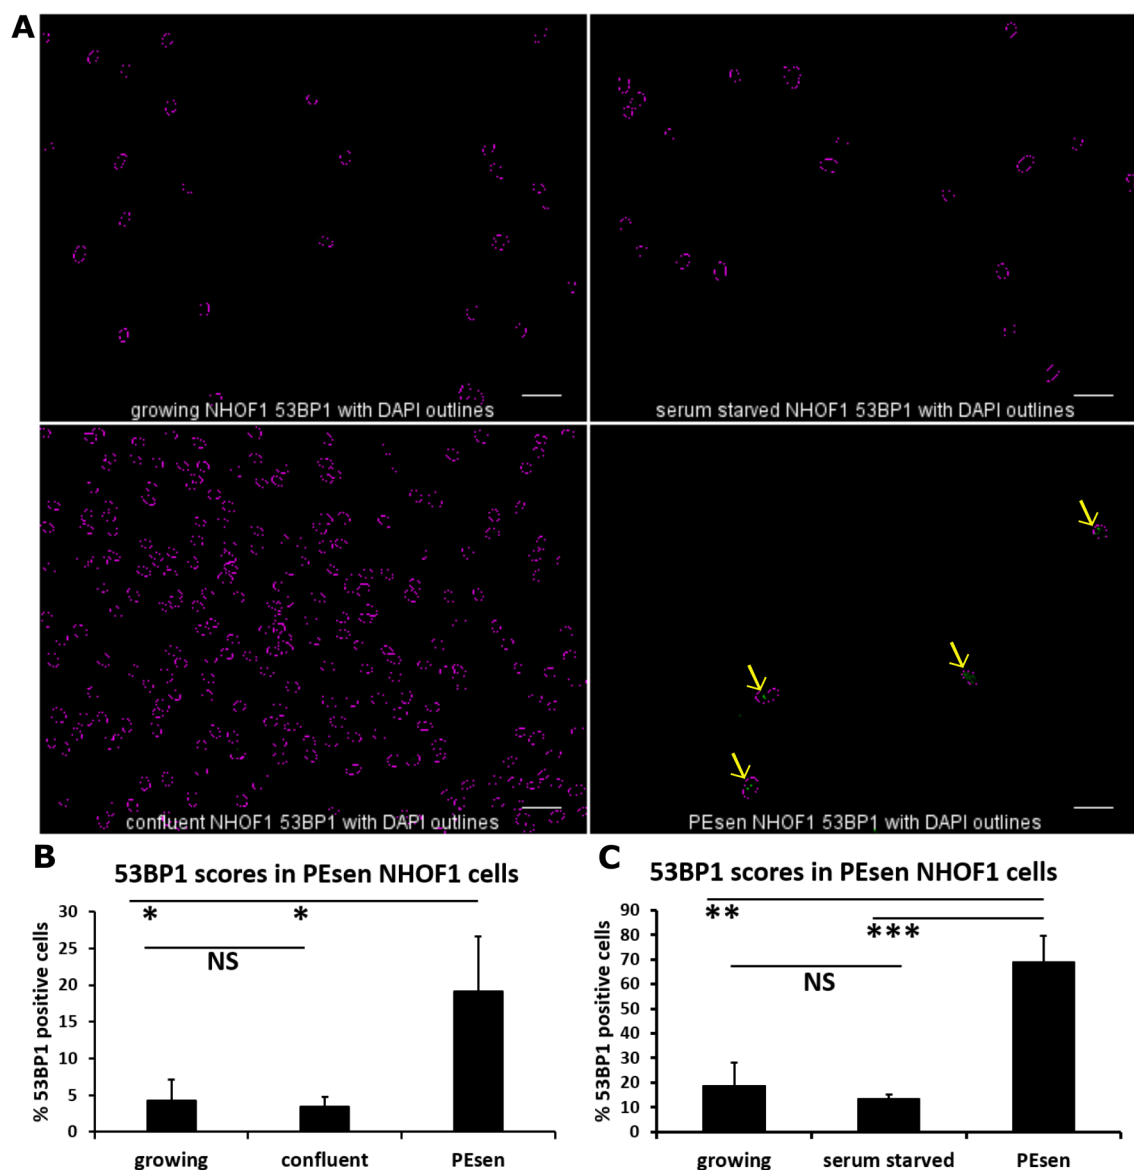 A
growing NHOF1 53BP1 with DAPI outlines
serum starved NHOF1 53BP1 with DAPI outlines
confluent NHOF1 53BP1 with DAPI outlines
PEsen NHOF1 53BP1 with DAPI outlines
B
53BP1 scores in PEsen NHOF1 cells
% 53BP1 positive cells
30
25
20
15
10
5
0
* *
NS
growing confluent PEsen
C
53BP1 scores in PEsen NHOF1 cells
% 53BP1 positive cells
90
80
70
60
50
40
30
20
10
0
**
***
NS
growing serum starved PEsen